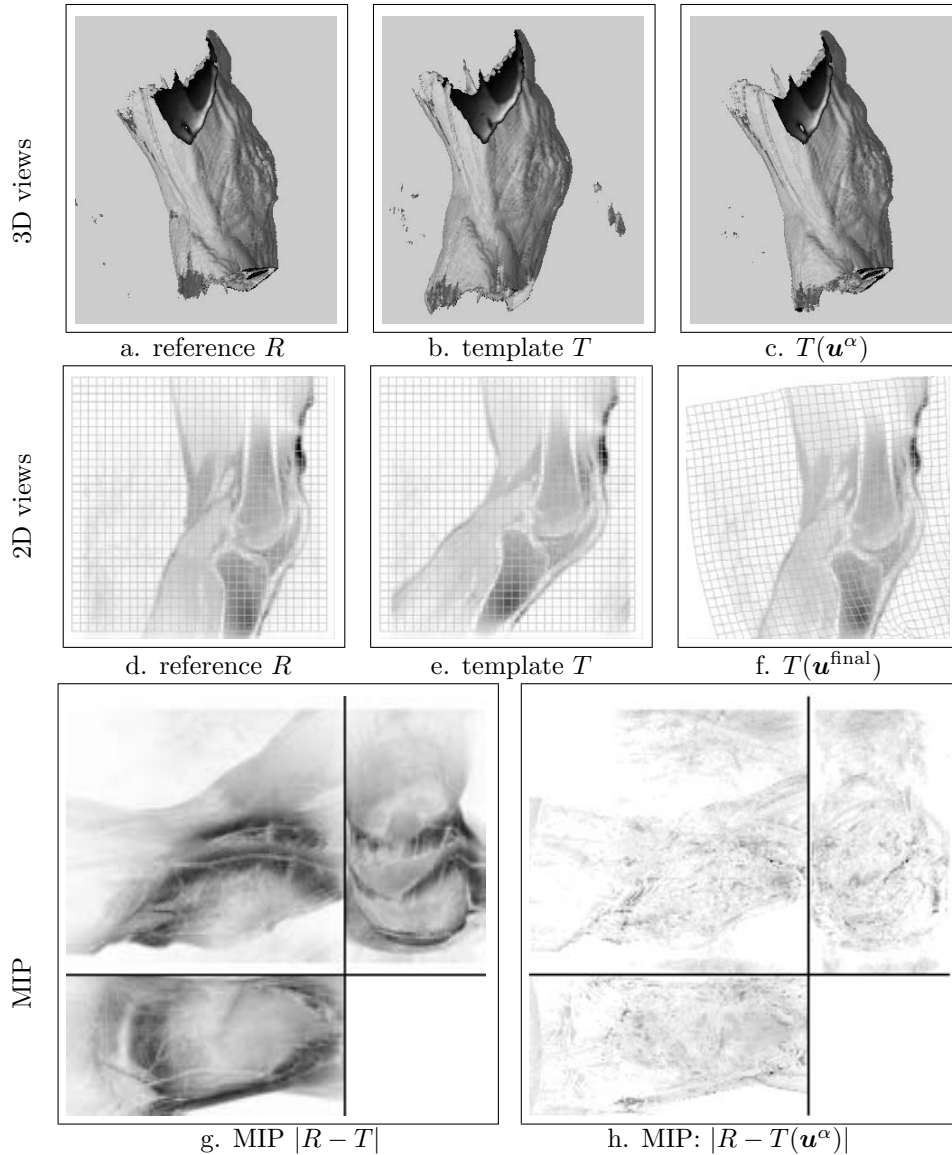 3D views
a. reference R
b. template T
c. T(u^α)
2D views
d. reference R
e. template T
f. T(u^final)
MIP
g. MIP |R − T|
h. MIP: |R − T(u^α)|